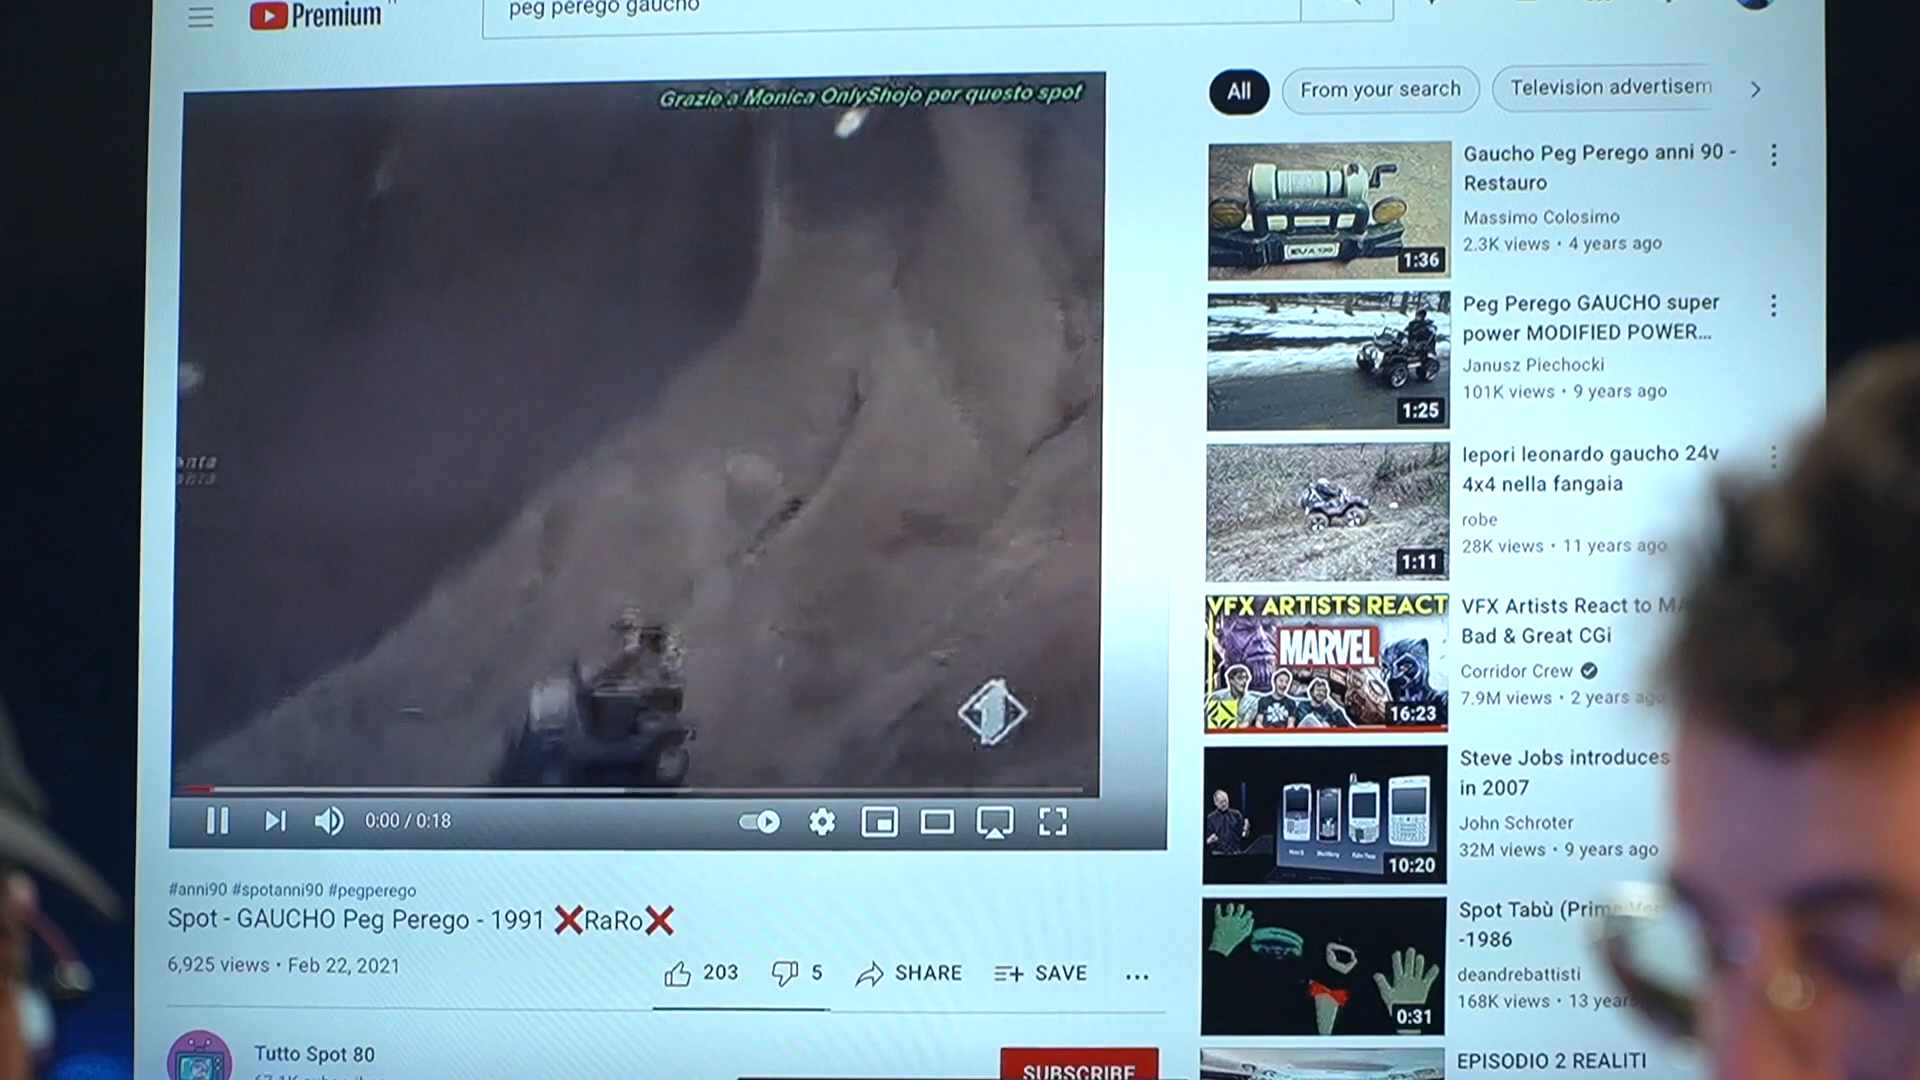 Premium
peg perego gaucho
Grazie a Monica OnlyShojo per questo spot
0:00 / 0:18
#anni90 #spotanni90 #pegperego
Spot - GAUCHO Peg Perego - 1991 ❌RaRo❌
6,925 views • Feb 22, 2021
203
5
SHARE
SAVE
Tutto Spot 80
SUBSCRIBE
All
From your search
Television advertisem
1:36
Gaucho Peg Perego anni 90 -
Restauro
Massimo Colosimo
2.3K views • 4 years ago
1:25
Peg Perego GAUCHO super
power MODIFIED POWER...
Janusz Piechocki
101K views • 9 years ago
1:11
lepori leonardo gaucho 24v
4x4 nella fangaia
robe
28K views • 11 years ago
VFX ARTISTS REACT
MARVEL
16:23
VFX Artists React to MA
Bad & Great CGi
Corridor Crew
7.9M views • 2 years ago
10:20
Steve Jobs introduces
in 2007
John Schroter
32M views • 9 years ago
0:31
Spot Tabù (Prima Ver
-1986
deandrebattisti
168K views • 13 years
EPISODIO 2 REALITI